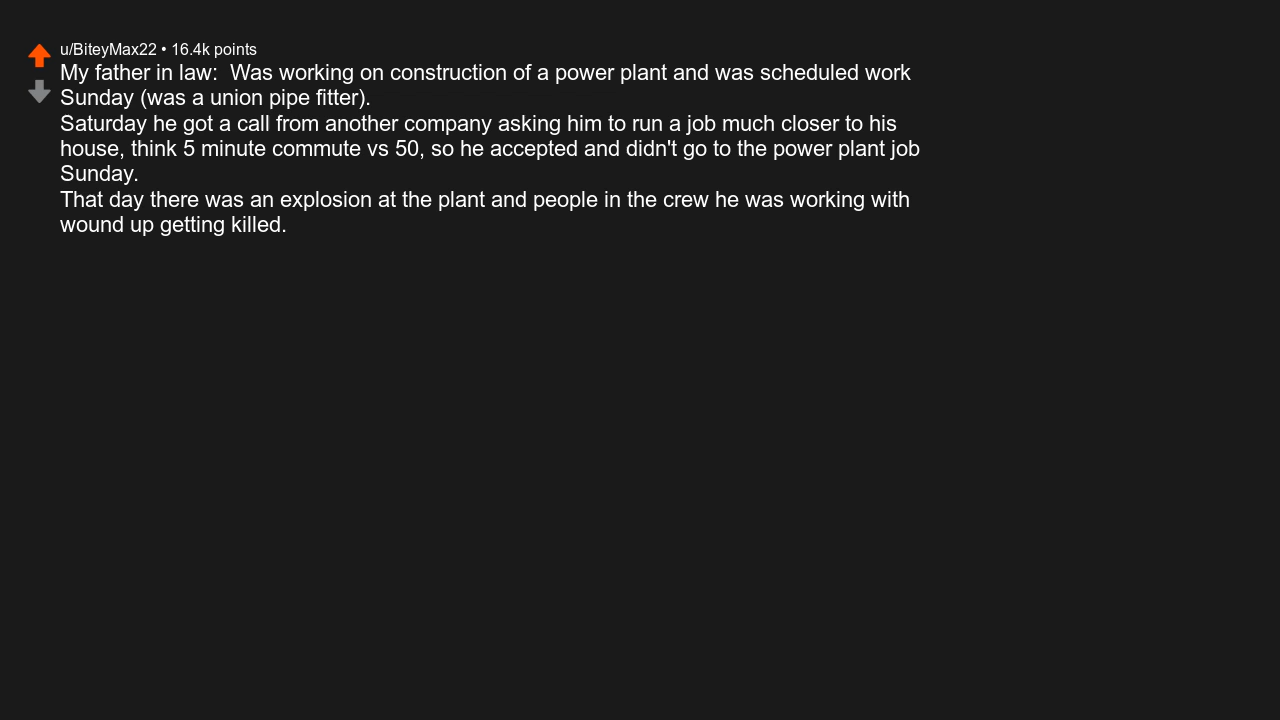 u/BiteyMax22 • 16.4k points
My father in law:  Was working on construction of a power plant and was scheduled work
Sunday (was a union pipe fitter).
Saturday he got a call from another company asking him to run a job much closer to his
house, think 5 minute commute vs 50, so he accepted and didn't go to the power plant job
Sunday.
That day there was an explosion at the plant and people in the crew he was working with
wound up getting killed.